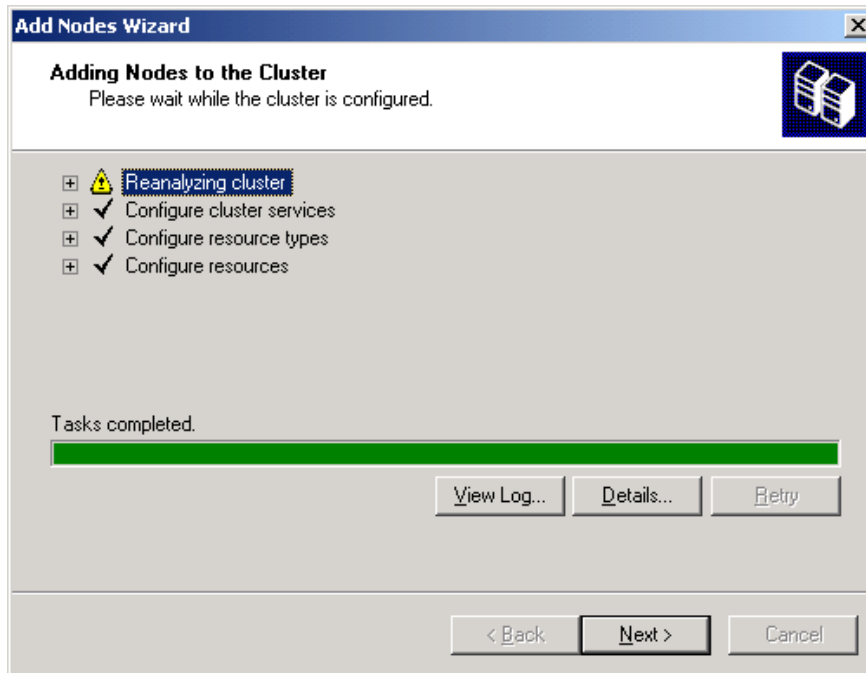 Add Nodes Wizard
Adding Nodes to the Cluster
Please wait while the cluster is configured.
Reanalyzing cluster
Configure cluster services
Configure resource types
Configure resources
Tasks completed.
View Log... Details... Retry
< Back Next > Cancel